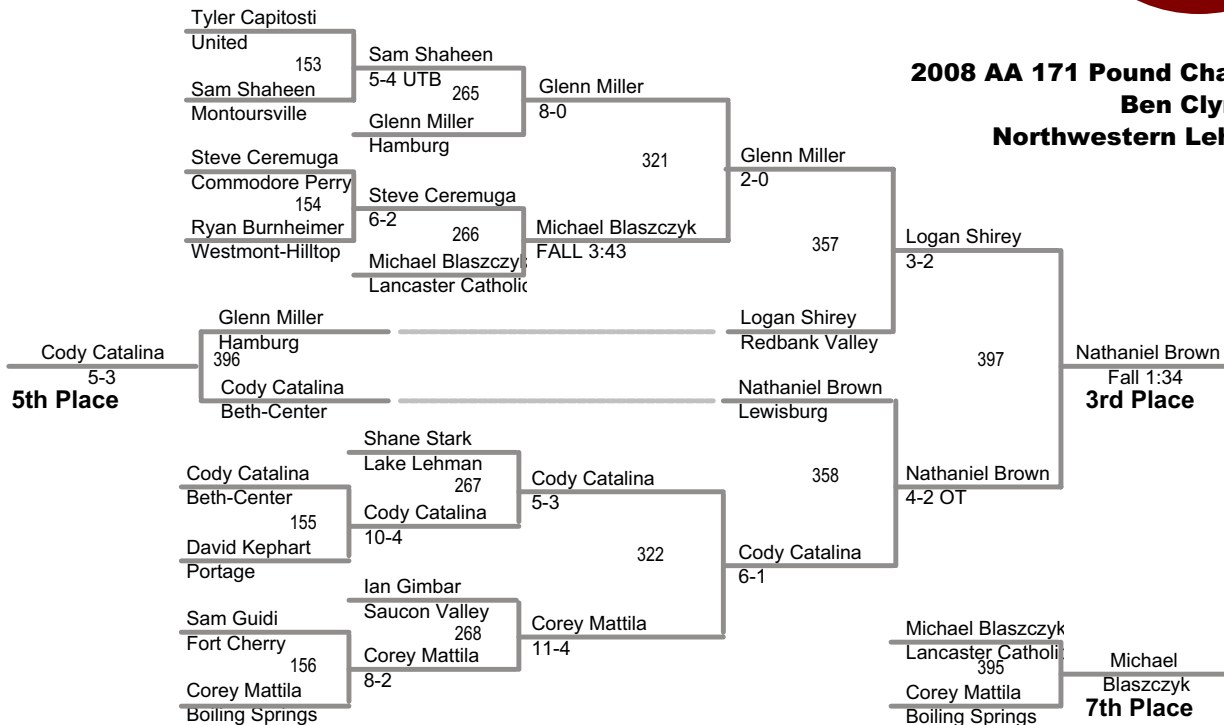 Tyler Capitosti
United
153
Sam Shaheen
Montoursville
Sam Shaheen
5-4 UTB
265
Glenn Miller
Hamburg
Glenn Miller
8-0
2008 AA 171 Pound Cha
Ben Cly
Northwestern Leh
Steve Ceremuga
Commodore Perry
154
Ryan Burnheimer
Westmont-Hilltop
Steve Ceremuga
6-2
266
Michael Blaszczyk
Lancaster Catholic
Michael Blaszczyk
FALL 3:43
321
Glenn Miller
2-0
357
Logan Shirey
Redbank Valley
Logan Shirey
3-2
Glenn Miller
Hamburg
396
Cody Catalina
Beth-Center
Cody Catalina
5-3
5th Place
Nathaniel Brown
Lewisburg
397
Nathaniel Brown
Fall 1:34
3rd Place
Shane Stark
Lake Lehman
267
Cody Catalina
Beth-Center
155
David Kephart
Portage
Cody Catalina
10-4
Cody Catalina
5-3
322
358
Nathaniel Brown
4-2 OT
Cody Catalina
6-1
Ian Gimbar
Saucon Valley
268
Sam Guidi
Fort Cherry
156
Corey Mattila
Boiling Springs
Corey Mattila
8-2
Corey Mattila
11-4
Michael Blaszczyk
Lancaster Catholi
395
Corey Mattila
Boiling Springs
Michael
Blaszczyk
7th Place